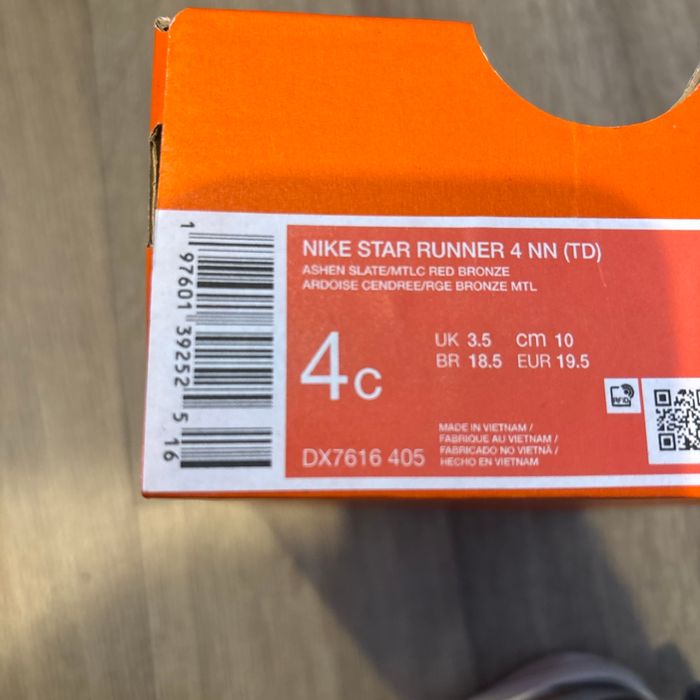 NIKE STAR RUNNER 4 NN (TD)
ASHEN SLATE/MTLC RED BRONZE
ARDOISE CENDREE/RGE BRONZE MTL
4C
UK 3.5 cm 10
BR 18.5 EUR 19.5
RFID
MADE IN VIETNAM /
FABRIQUE AU VIETNAM /
FABRICADO NO VIETNÃ /
HECHO EN VIETNAM
DX7616 405
1 97601 39252 5 16